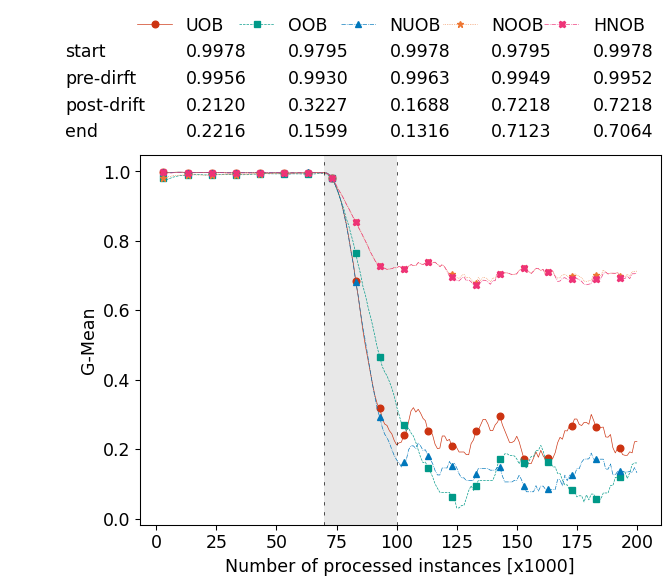 UOB OOB NUOB NOOB HNOB
start 0.9978 0.9795 0.9978 0.9795 0.9978
pre-dirft 0.9956 0.9930 0.9963 0.9949 0.9952
post-drift 0.2120 0.3227 0.1688 0.7218 0.7218
end 0.2216 0.1599 0.1316 0.7123 0.7064
1.0
0.8
0.6
0.4
0.2
0.0
G-Mean
0 25 50 75 100 125 150 175 200
Number of processed instances [x1000]